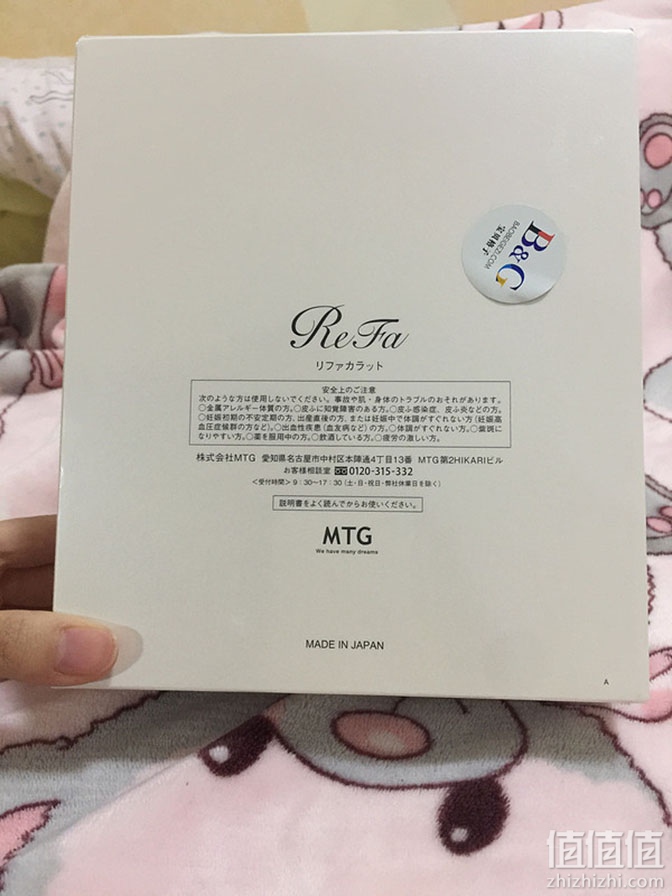 B&G
宝贝格子
BAOBEIGEZI.COM
ReFa
リファカラット
安全上のご注意
次のような方は使用しないでください。事故や肌・身体のトラブルのおそれがあります。
○金属アレルギー体質の方。○皮ふに知覚障害のある方。○皮ふ感染症、皮ふ炎などの方。
○妊娠初期の不安定期の方、出産直後の方、または妊娠中で体調がすぐれない方(妊娠高
血圧症候群の方など)。○出血性疾患(血友病など)の方。○体調がすぐれない方。○紫斑に
なりやすい方。○薬を服用中の方。○飲酒している方。○疲労の激しい方。
株式会社MTG 愛知県名古屋市中村区本陣通4丁目13番 MTG第2HIKARIビル
お客様相談室 0120-315-332
<受付時間> 9:30〜17:30 (土・日・祝日・弊社休業日を除く)
説明書をよく読んでからお使いください。
MTG
We have many dreams
MADE IN JAPAN
A
值值值
zhizhizhi.com